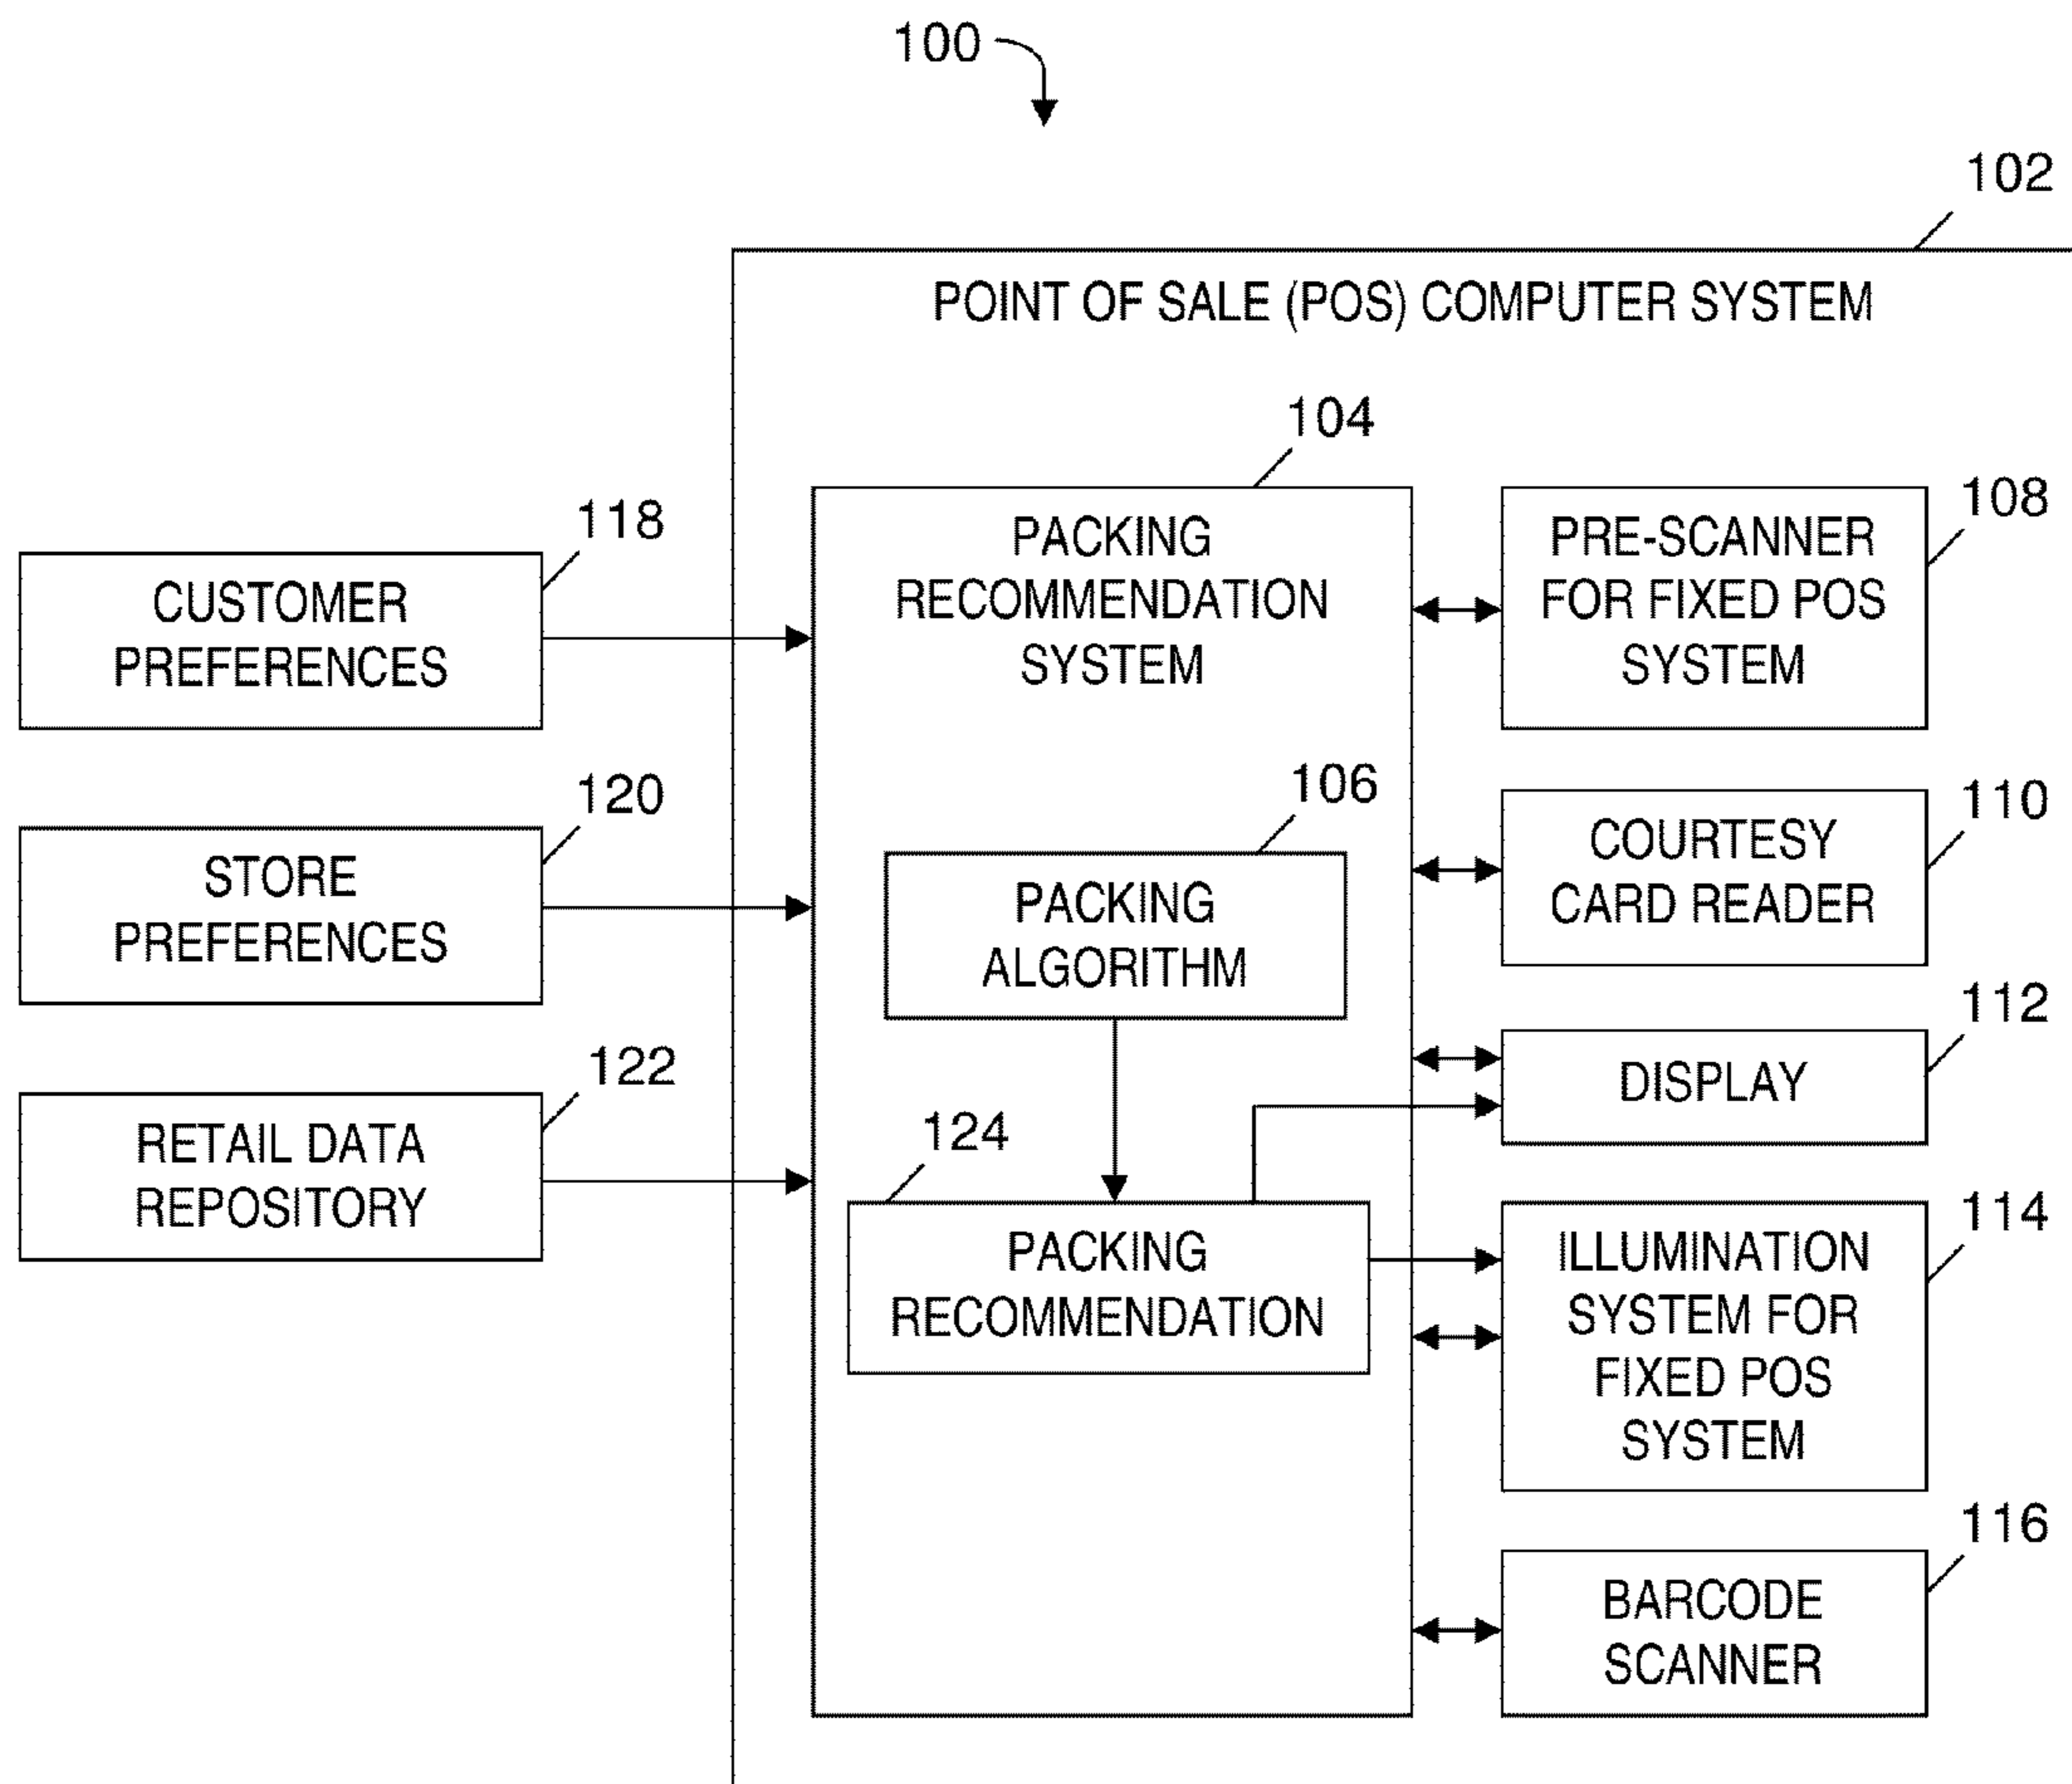 100
102
POINT OF SALE (POS) COMPUTER SYSTEM
104
PACKING
RECOMMENDATION
SYSTEM
108
PRE-SCANNER
FOR FIXED POS
SYSTEM
118
CUSTOMER
PREFERENCES
106
PACKING
ALGORITHM
110
COURTESY
CARD READER
120
STORE
PREFERENCES
112
DISPLAY
122
RETAIL DATA
REPOSITORY
124
PACKING
RECOMMENDATION
114
ILLUMINATION
SYSTEM FOR
FIXED POS
SYSTEM
116
BARCODE
SCANNER